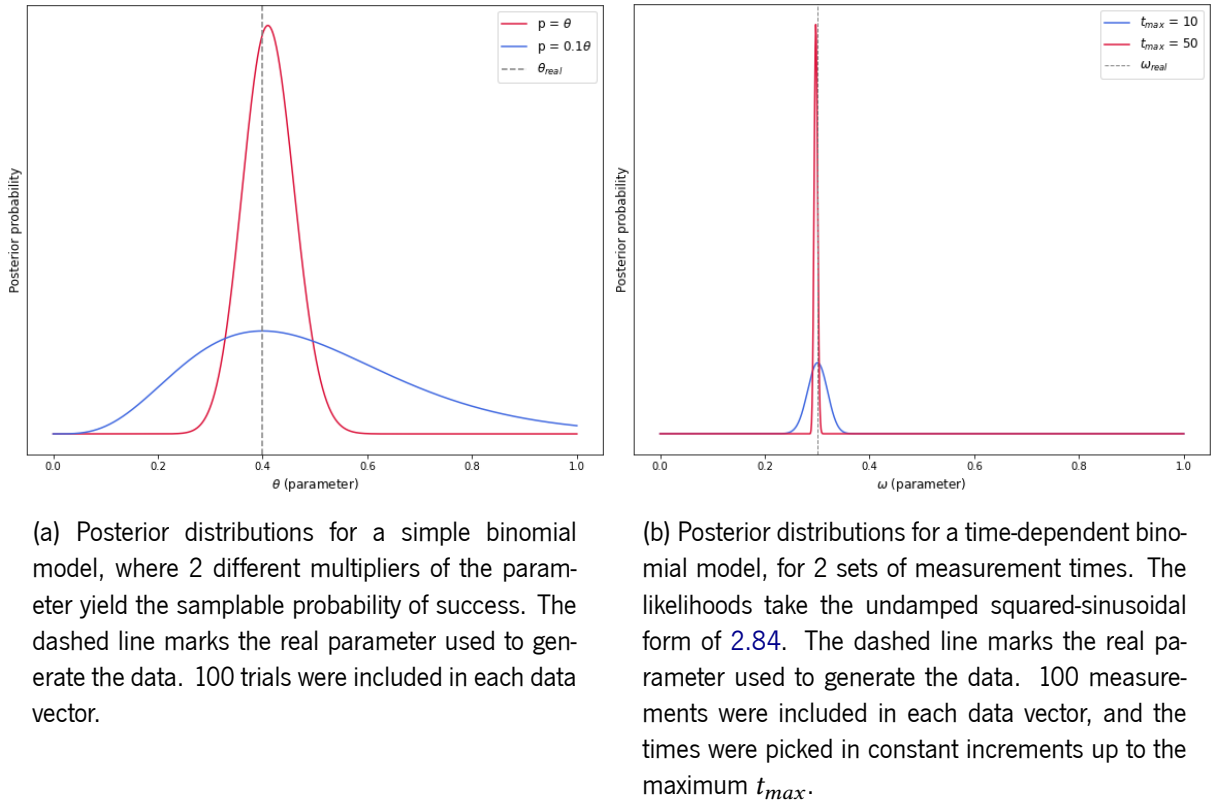 p = θ
p = 0.1θ
θreal
Posterior probability
0.0 0.2 0.4 0.6 0.8 1.0
θ (parameter)
tmax = 10
tmax = 50
ωreal
Posterior probability
0.0 0.2 0.4 0.6 0.8 1.0
ω (parameter)
(a) Posterior distributions for a simple binomial
model, where 2 different multipliers of the param-
eter yield the samplable probability of success. The
dashed line marks the real parameter used to gen-
erate the data. 100 trials were included in each data
vector.
(b) Posterior distributions for a time-dependent bino-
mial model, for 2 sets of measurement times. The
likelihoods take the undamped squared-sinusoidal
form of 2.84. The dashed line marks the real pa-
rameter used to generate the data. 100 measure-
ments were included in each data vector, and the
times were picked in constant increments up to the
maximum tmax.